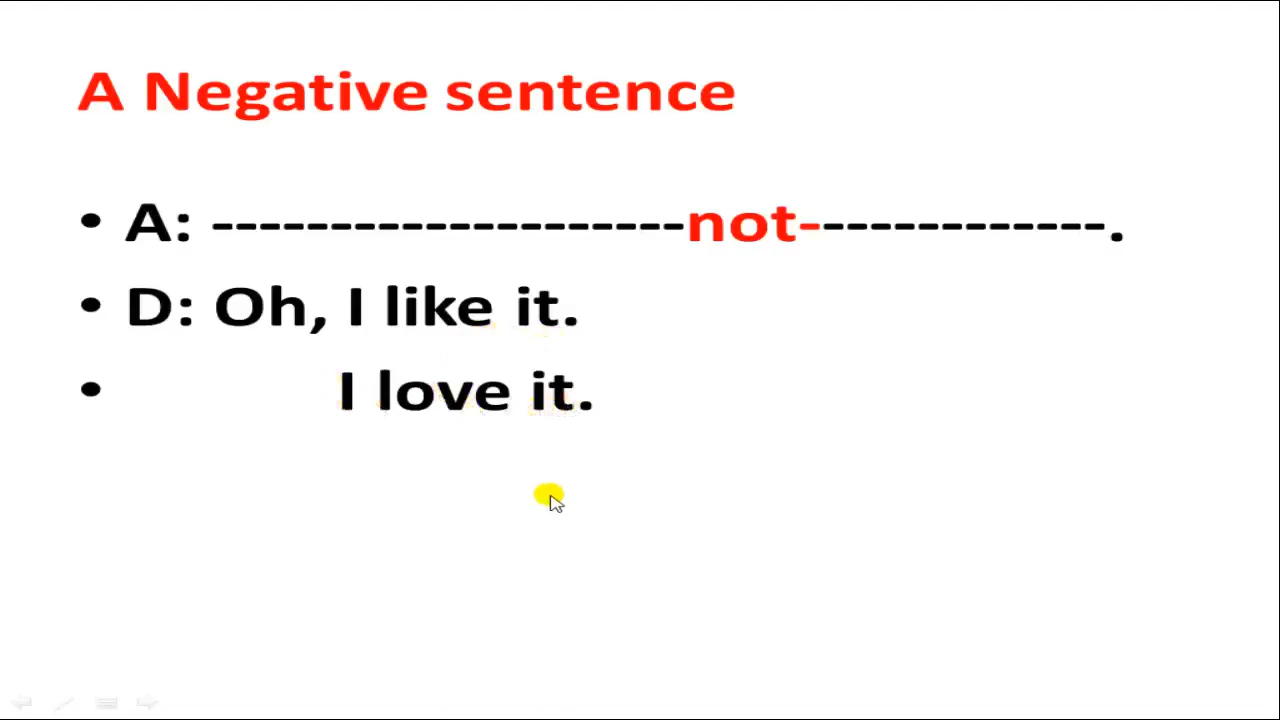 A Negative sentence
• A: --------------------not-------------.
• D: Oh, I like it.
• I love it.